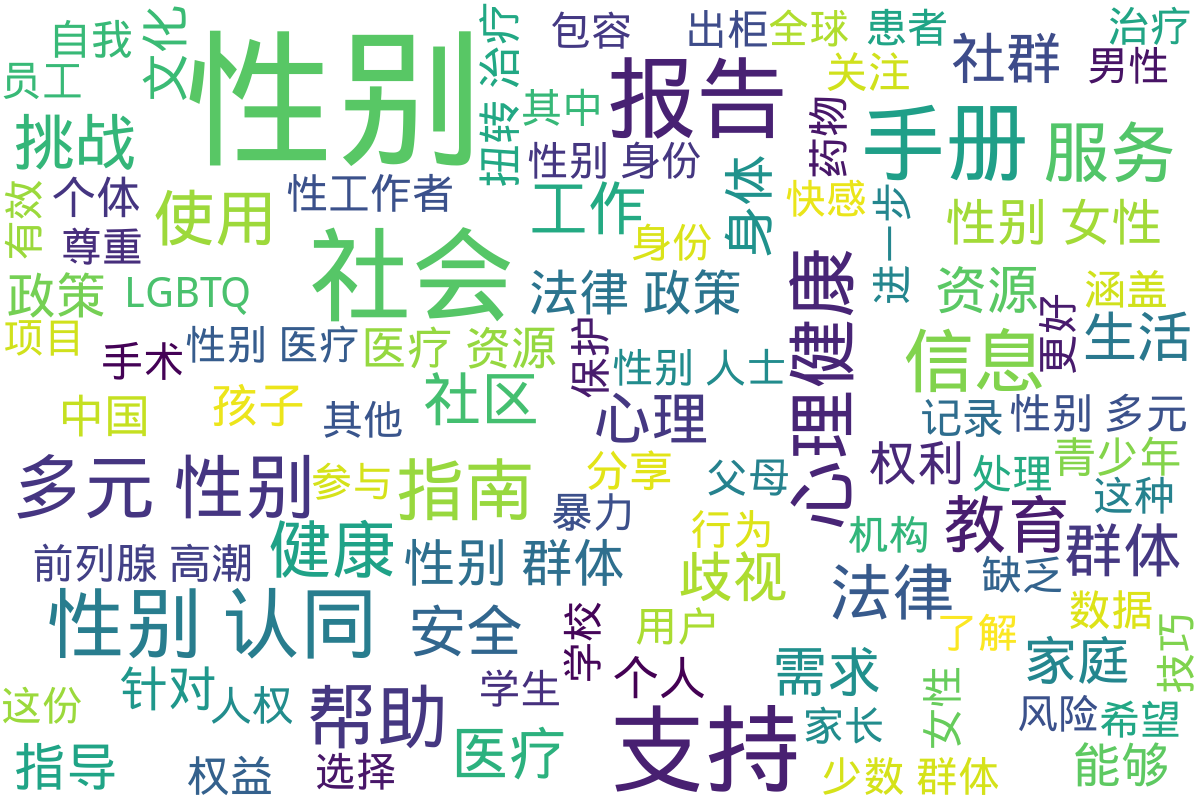 自我
员工
文化
性别
治疗
扭转
包容
其中
出柜
全球
患者
治疗
关注
社群
男性
报告
挑战
性别 身份
药物
手册
服务
有效
个体
尊重
使用
性工作者
工作
身份
身体
快感
进一步
性别 女性
社会
政策
LGBTQ
法律 政策
心理健康
资源
涵盖
项目
手术
性别 医疗
医疗 资源
保护
性别 人士
信息
更好
生活
中国
孩子
其他
社区
心理
记录
性别 多元
多元 性别
参与
指南
分享
父母
权利
处理
青少年
这种
前列腺 高潮
健康
性别 群体
暴力
行为
歧视
机构
教育
群体
缺乏
性别 认同
安全
学校
用户
法律
数据
了解
家庭
技巧
这份
针对
人权
帮助
学生
个人
需求
女性
风险
希望
指导
权益
选择
医疗
支持
家长
少数 群体
能够